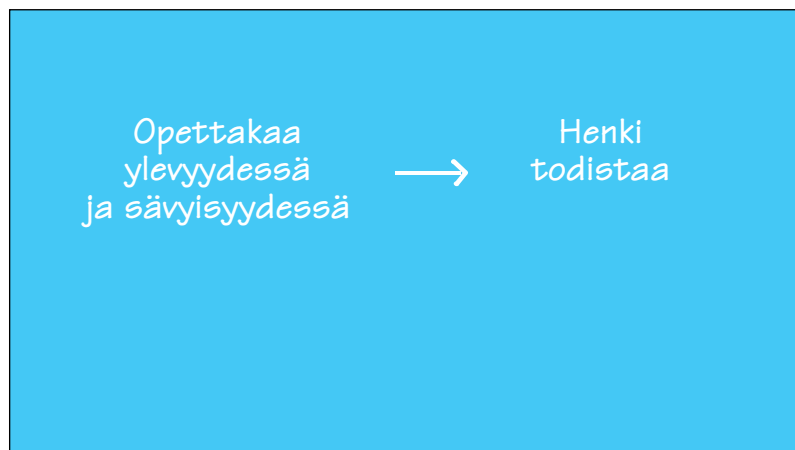 Opettakaa
ylevyydessä
ja sävyisyydessä
Henki
todistaa